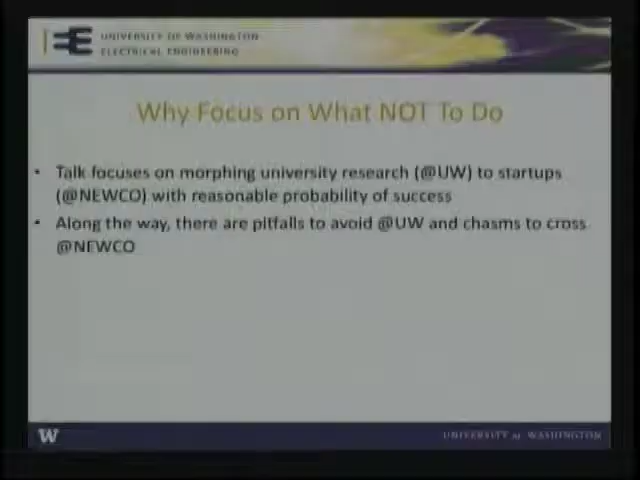 UNIVERSITY OF WASHINGTON
ELECTRICAL ENGINEERING
Why Focus on What NOT To Do
• Talk focuses on morphing university research (@UW) to startups
(@NEWCO) with reasonable probability of success
• Along the way, there are pitfalls to avoid @UW and chasms to cross
@NEWCO
W
UNIVERSITY of WASHINGTON